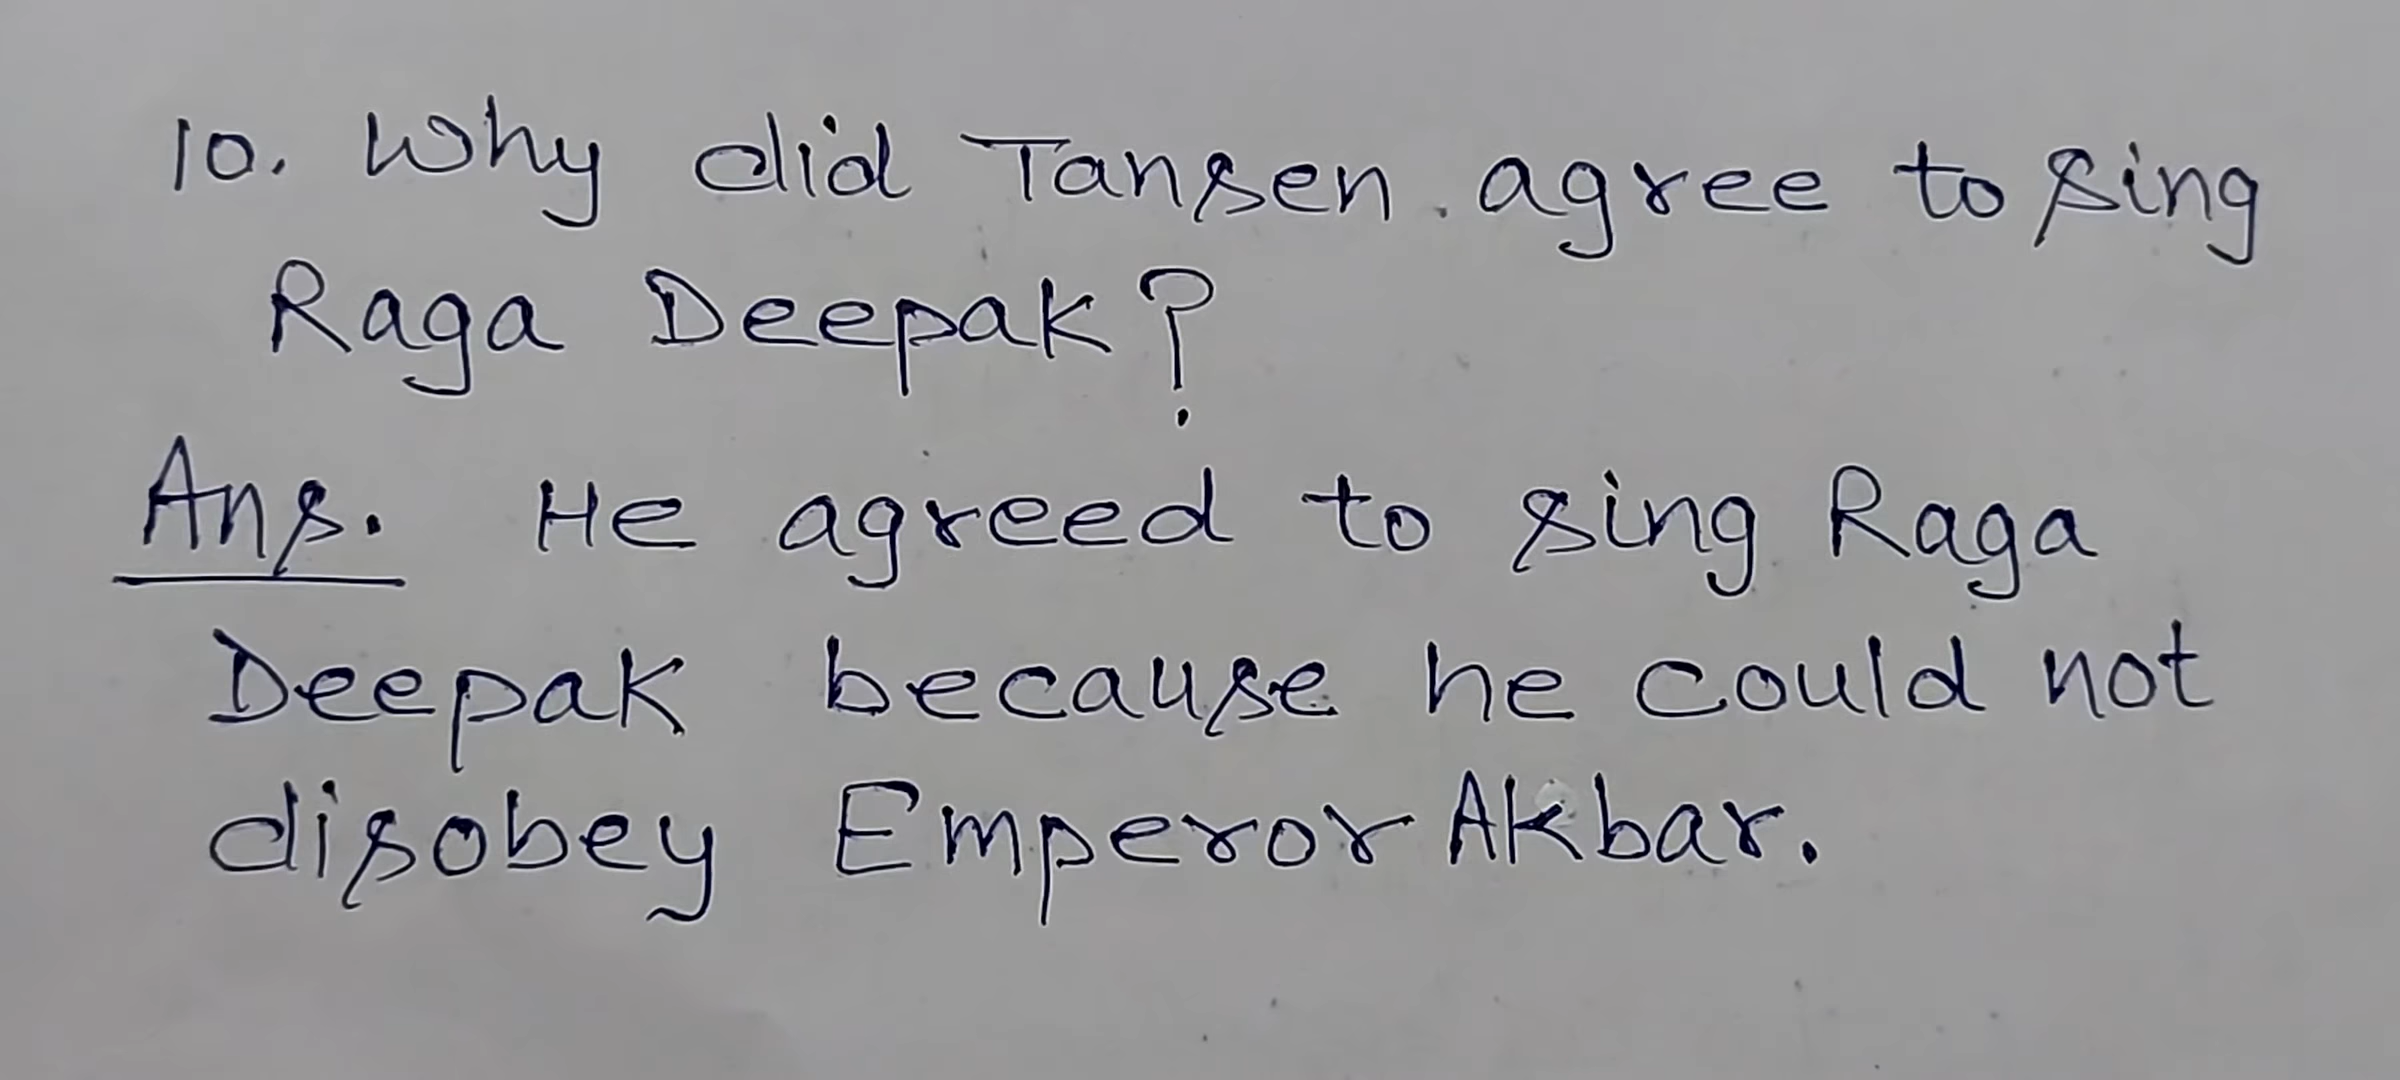 10. Why did Tansen agree to sing
Raga Deepak?
Ans. He agreed to sing Raga
Deepak because he could not
disobey Emperor Akbar.